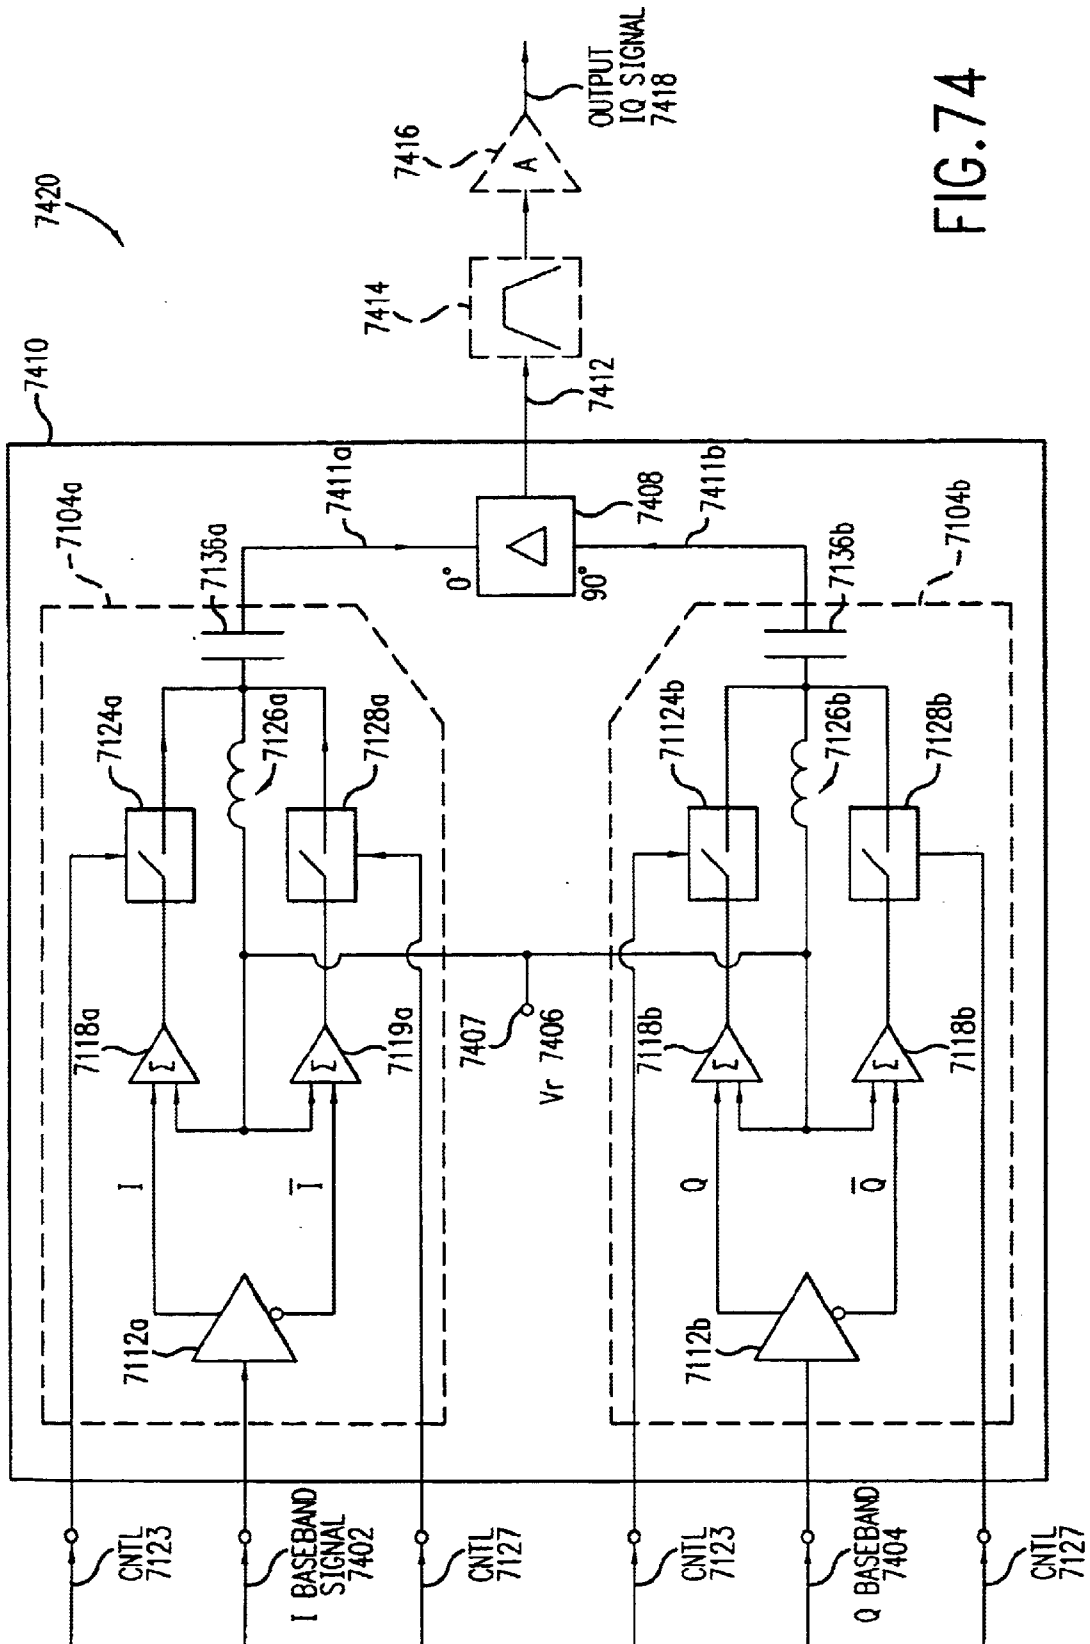 7420
7410
7104a
7124a
7136a
7411a
7126a
7128a
7118a
7119a
7112a
I
I̅
Σ
Σ
CNTL
7123
I BASEBAND
SIGNAL
7402
CNTL
7127
7407
Vr 7406
0°
90°
7408
7412
7414
7416
A
OUTPUT
IQ SIGNAL
7418
7411b
7104b
71124b
7136b
7126b
7128b
7118b
7118b
7112b
Q
Q̅
Σ
Σ
CNTL
7123
Q BASEBAND
7404
CNTL
7127
FIG.74